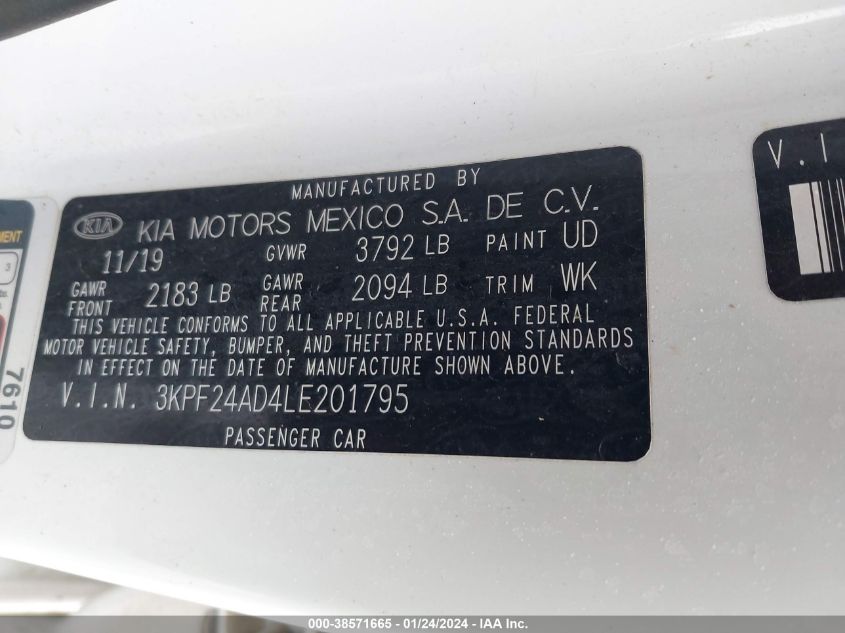 MANUFACTURED BY
KIA KIA MOTORS MEXICO S.A. DE C.V.
11/19 GVWR 3792 LB PAINT UD
GAWR FRONT 2183 LB GAWR REAR 2094 LB TRIM WK
THIS VEHICLE CONFORMS TO ALL APPLICABLE U.S.A. FEDERAL
MOTOR VEHICLE SAFETY, BUMPER, AND THEFT PREVENTION STANDARDS
IN EFFECT ON THE DATE OF MANUFACTURE SHOWN ABOVE.
V.I.N. 3KPF24AD4LE201795
PASSENGER CAR
3
7610
V.I
000-38571665 - 01/24/2024 - IAA Inc.